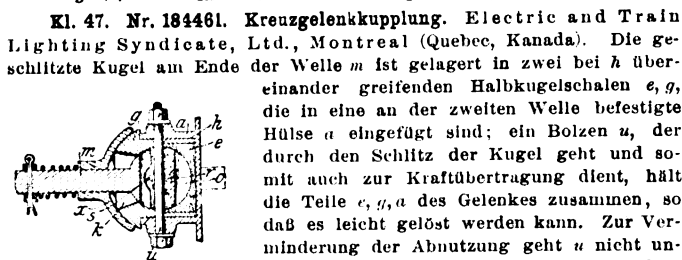 Kl. 47. Nr. 184461. Kreuzgelenkkupplung. Electric and Train
Lighting Syndicate, Ltd., Montreal (Quebec, Kanada). Die ge-
schlitzte Kugel am Ende der Welle m ist gelagert in zwei bei h über-
einander greifenden Halbkugelschalen e, g,
die in eine an der zweiten Welle befestigte
Hülse a eingefügt sind; ein Bolzen u, der
durch den Schlitz der Kugel geht und so-
mit auch zur Kraftübertragung dient, hält
die Teile e, g, a des Gelenkes zusammen, so
daß es leicht gelöst werden kann. Zur Ver-
minderung der Abnutzung geht u nicht un-
g a h
e
m
r
x s
k
u